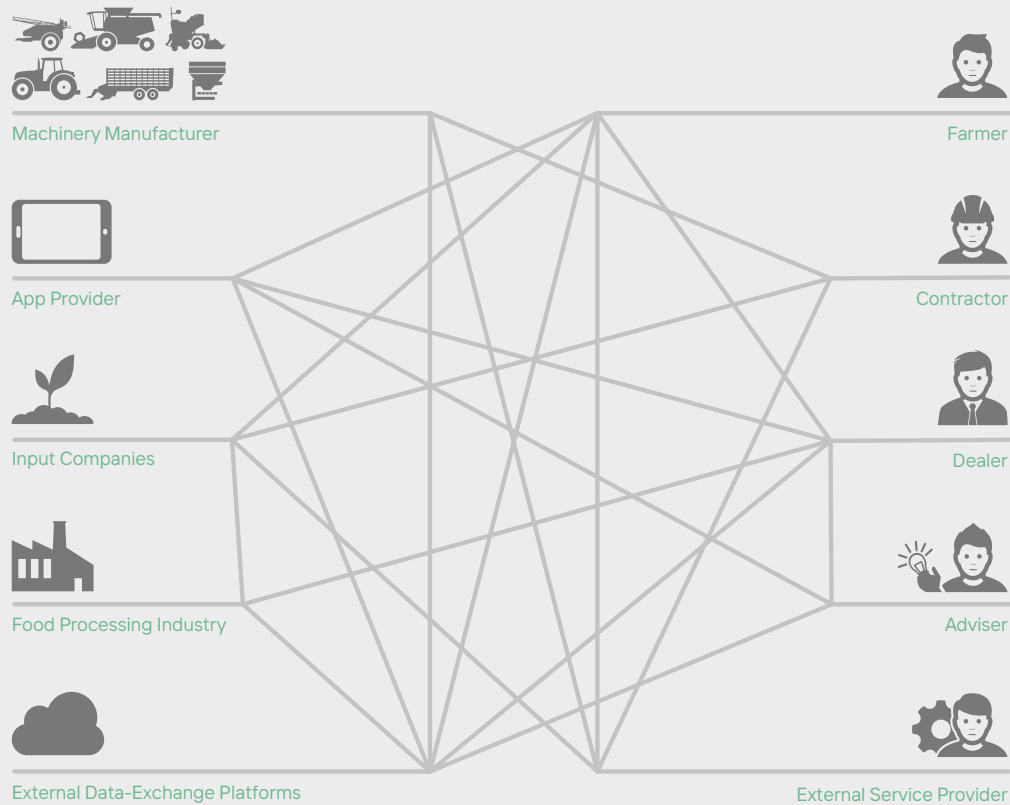 Machinery Manufacturer
Farmer
App Provider
Contractor
Input Companies
Dealer
Food Processing Industry
Adviser
External Data-Exchange Platforms
External Service Provider